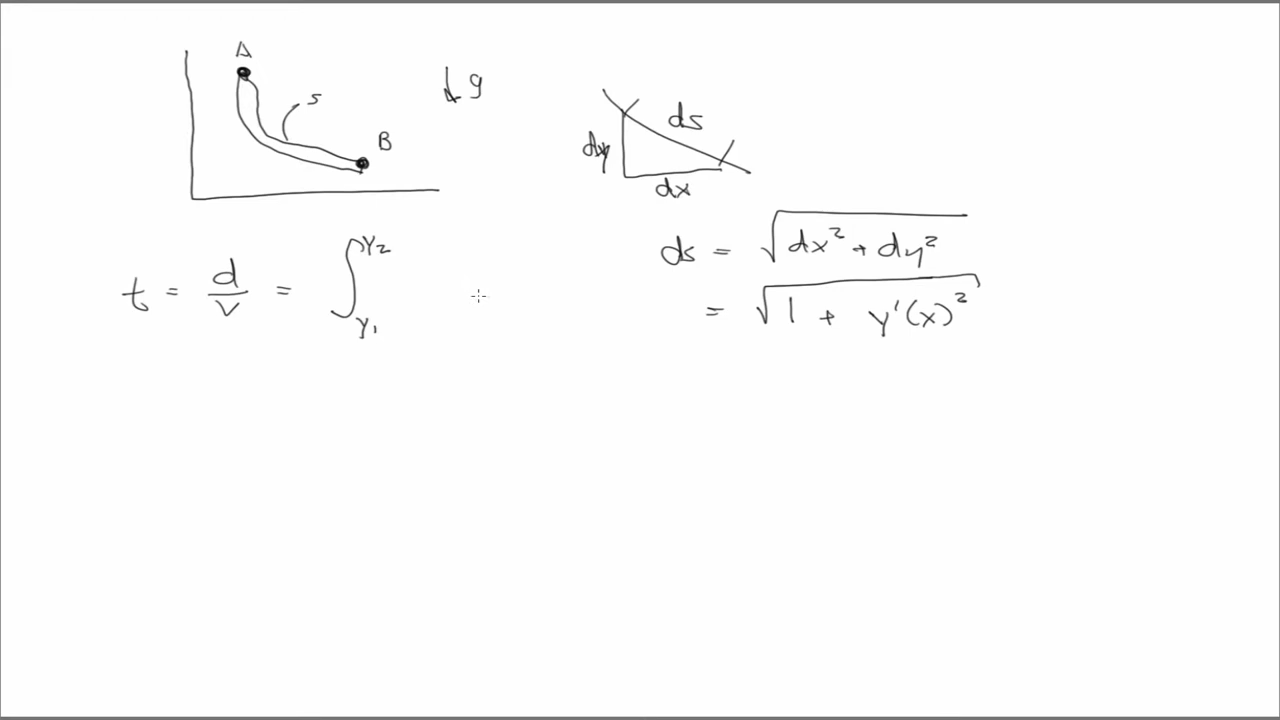 A
s
B
↓g
ds
dy
dx
ds = √dx² + dy²
t = d/v = ∫_{y₁}^{y₂}
= √1 + y'(x)²